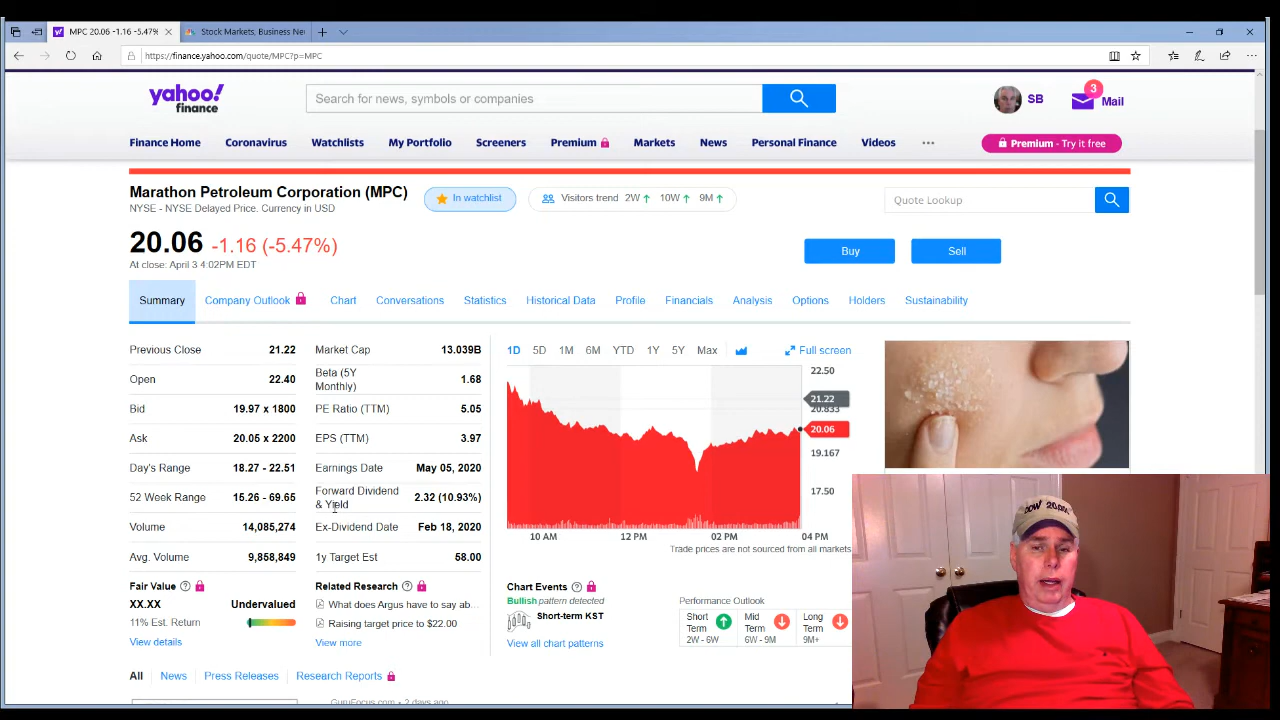 MPC 20.06 -1.16 -5.47%
Stock Markets, Business Ne
https://finance.yahoo.com/quote/MPC?p=MPC
yahoo!
finance
Search for news, symbols or companies
SB
3
Mail
Finance Home Coronavirus Watchlists My Portfolio Screeners Premium Markets News Personal Finance Videos ... Premium - Try it free
Marathon Petroleum Corporation (MPC)
In watchlist
Visitors trend 2W ↑ 10W ↑ 9M ↑
Quote Lookup
NYSE - NYSE Delayed Price. Currency in USD
20.06 -1.16 (-5.47%)
At close: April 3 4:02PM EDT
Buy
Sell
Summary Company Outlook Chart Conversations Statistics Historical Data Profile Financials Analysis Options Holders Sustainability
Previous Close 21.22
Open 22.40
Bid 19.97 x 1800
Ask 20.05 x 2200
Day's Range 18.27 - 22.51
52 Week Range 15.26 - 69.65
Volume 14,085,274
Avg. Volume 9,858,849
Market Cap 13.039B
Beta (5Y
Monthly) 1.68
PE Ratio (TTM) 5.05
EPS (TTM) 3.97
Earnings Date May 05, 2020
Forward Dividend
& Yield 2.32 (10.93%)
Ex-Dividend Date Feb 18, 2020
1y Target Est 58.00
1D 5D 1M 6M YTD 1Y 5Y Max
Full screen
22.50
21.22
20.833
20.06
19.167
17.50
10 AM 12 PM 02 PM 04 PM
Trade prices are not sourced from all markets
Fair Value
XX.XX Undervalued
11% Est. Return
View details
Related Research
What does Argus have to say ab...
Raising target price to $22.00
View more
Chart Events
Bullish pattern detected
Short-term KST
View all chart patterns
Performance Outlook
Short
Term
2W - 6W
Mid
Term
6W - 9M
Long
Term
9M+
All News Press Releases Research Reports
GuruFocus.com • 2 days ago
DOW 20,000